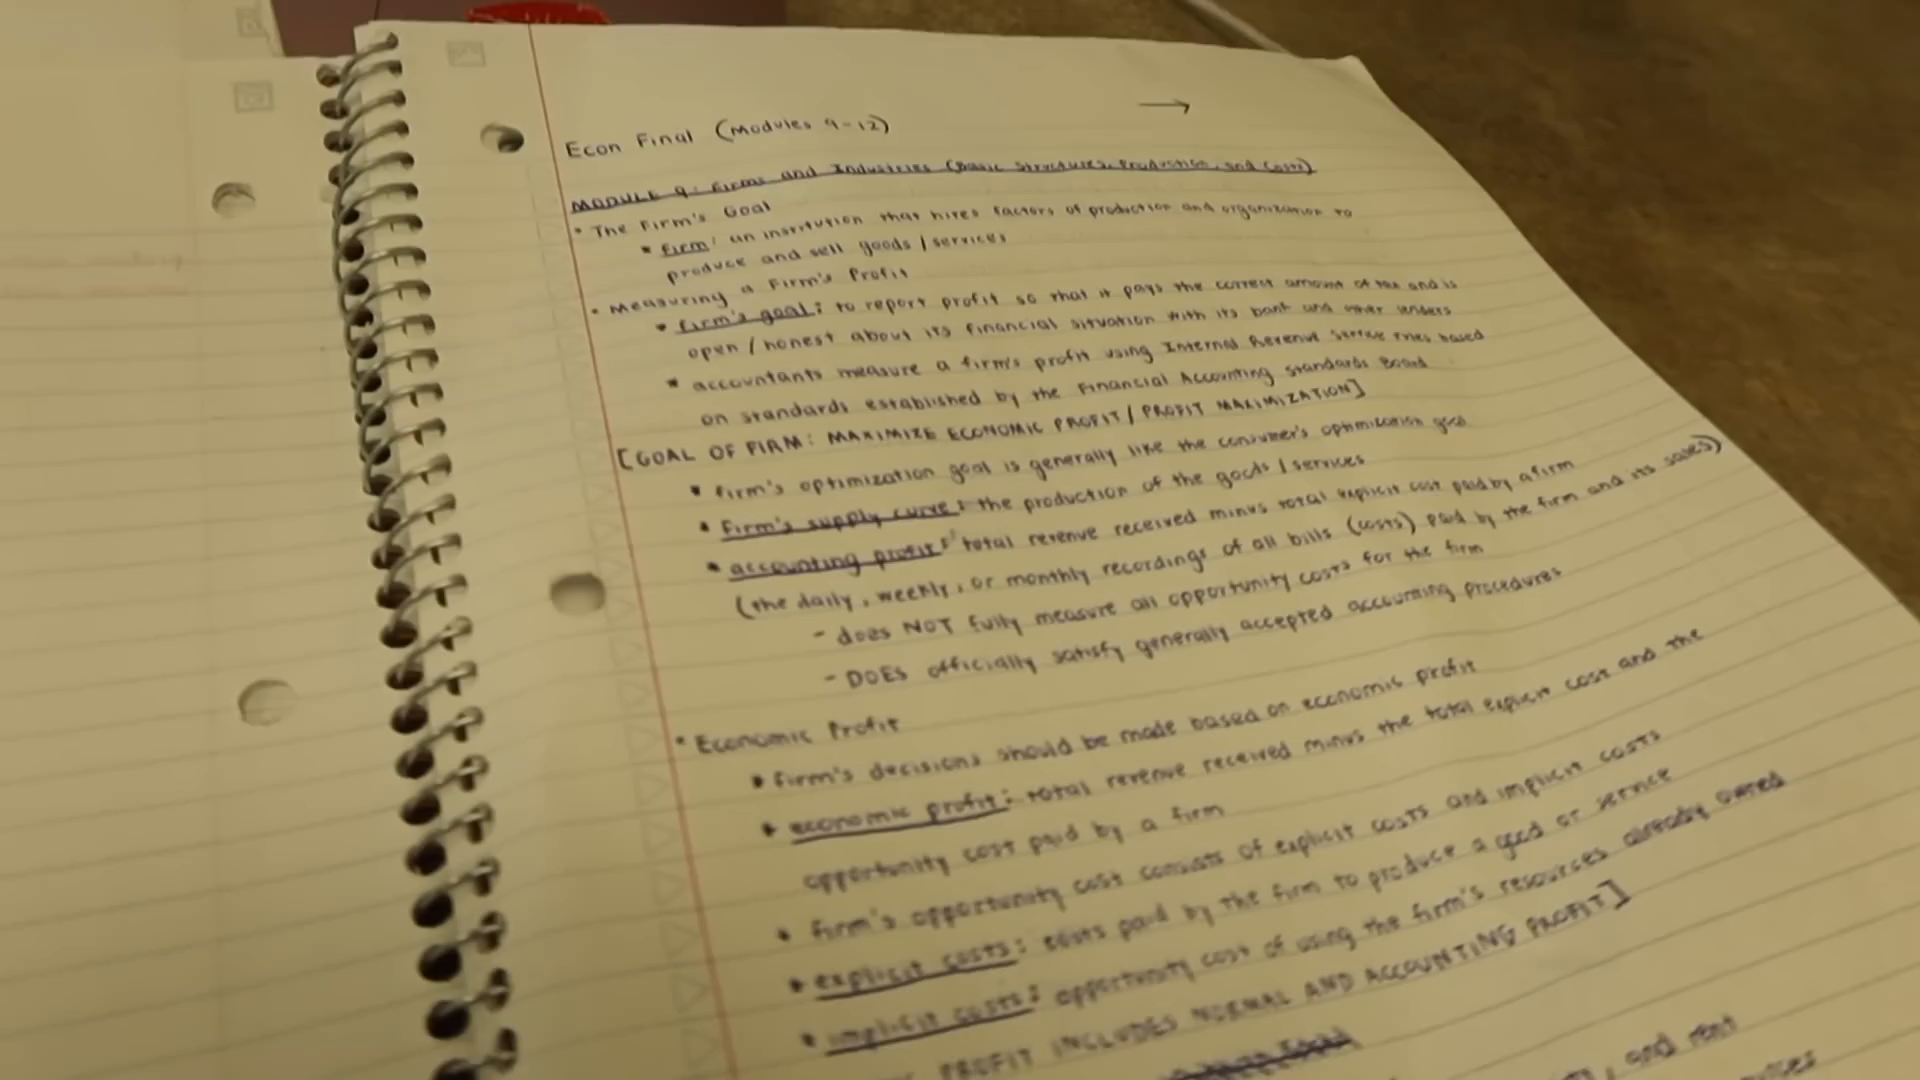 Econ Final (Modules 9-12) →
MODULE 9: Firms and Industries (Basic Structures, Production, and Costs)
• The Firm's Goal
• firm: an institution that hires factors of production and organization to
produce and sell goods / services
• Measuring a Firm's Profit
• firm's goal: to report profit so that it pays the correct amount of tax and is
open / honest about its financial situation with its bank and other lenders
• accountants measure a firm's profit using Internal Revenue Service rules based
on standards established by the Financial Accounting Standards Board
[GOAL OF FIRM: MAXIMIZE ECONOMIC PROFIT / PROFIT MAXIMIZATION]
• firm's optimization goal is generally like the consumer's optimization goal
• Firm's supply curve: the production of the goods / services
• accounting profit: total revenue received minus total explicit cost paid by a firm
(the daily, weekly, or monthly recordings of all bills (costs) paid by the firm and its sales)
- does NOT fully measure all opportunity costs for the firm
- DOES officially satisfy generally accepted accounting procedures
• Economic Profit
• firm's decisions should be made based on economic profit
• economic profit: total revenue received minus the total explicit cost and the
opportunity cost paid by a firm
• firm's opportunity cost consists of explicit costs and implicit costs
• explicit costs: costs paid by the firm to produce a good or service
• implicit costs: opportunity cost of using the firm's resources already owned
PROFIT INCLUDES NORMAL AND ACCOUNTING PROFIT]
, and rent